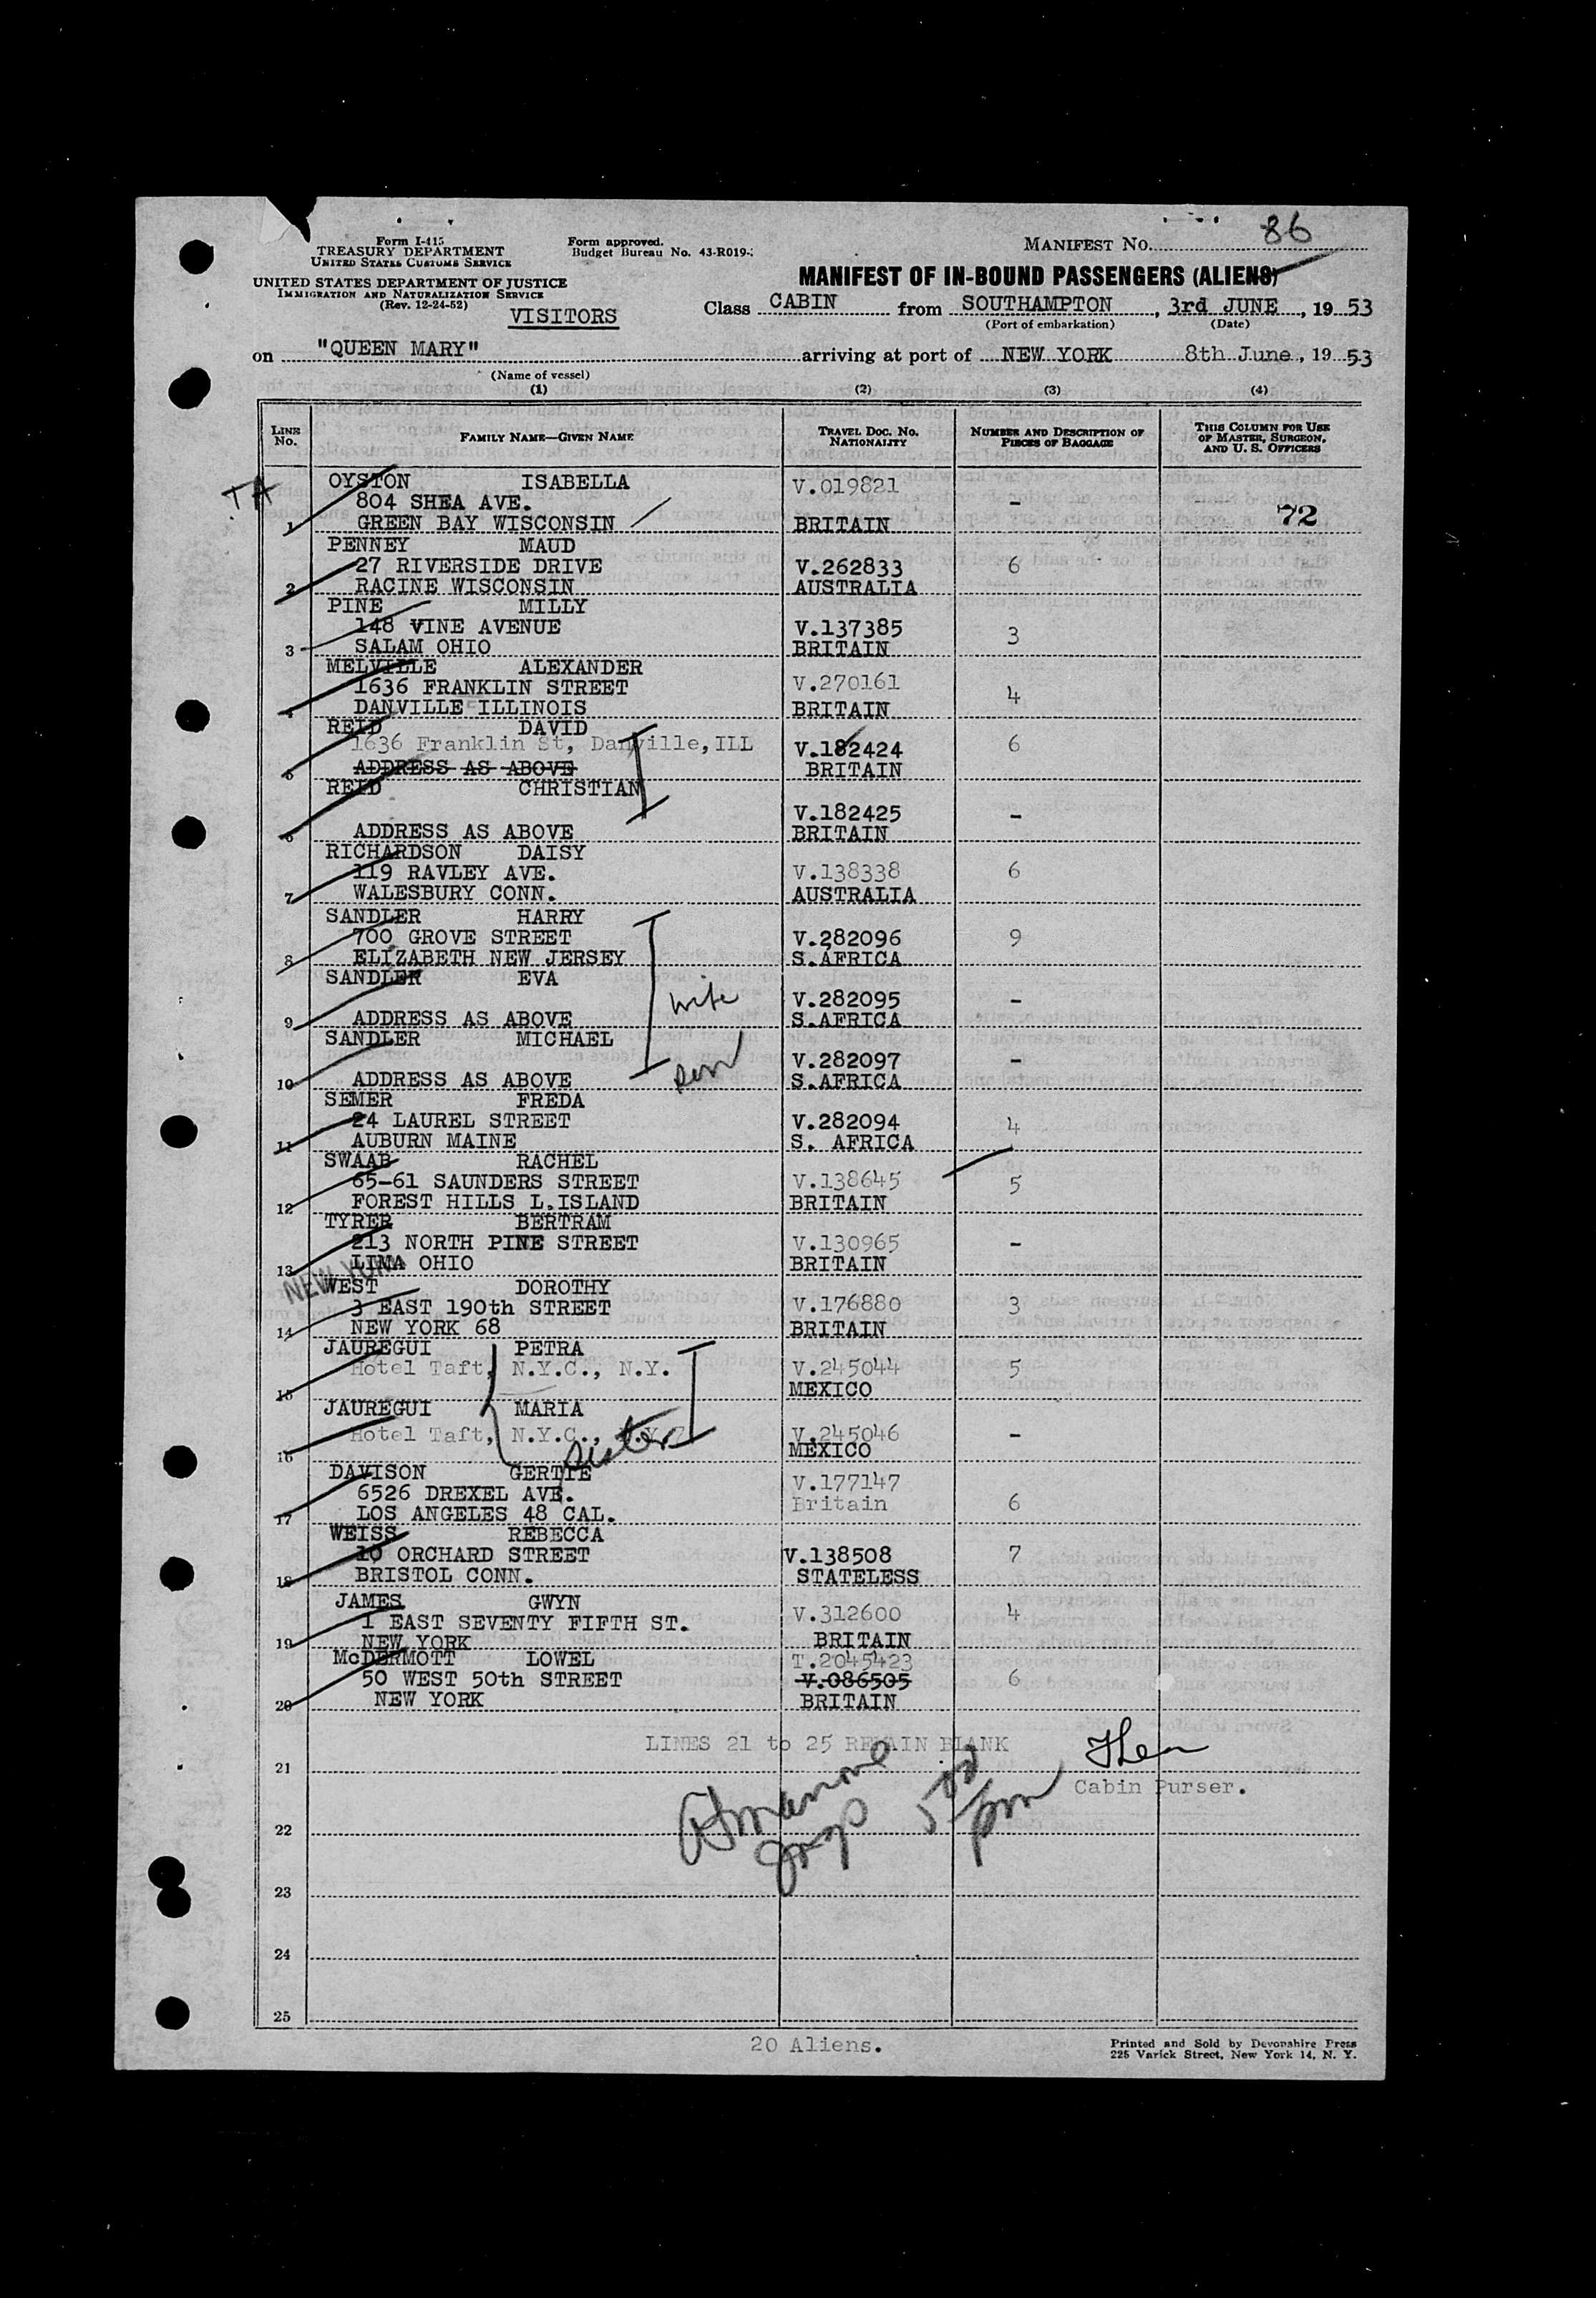 Form I-415
TREASURY DEPARTMENT
UNITED STATES CUSTOMS SERVICE
UNITED STATES DEPARTMENT OF JUSTICE
IMMIGRATION AND NATURALIZATION SERVICE
(Rev. 12-24-52)
VISITORS
Form approved.
Budget Bureau No. 43-R019-
MANIFEST NO. 86
MANIFEST OF IN-BOUND PASSENGERS (ALIENS)
Class CABIN from SOUTHAMPTON, 3rd JUNE, 1953
(Port of embarkation) (Date)
on "QUEEN MARY" arriving at port of NEW YORK 8th June, 1953
(Name of vessel)
(1) (2) (3) (4)
LINE No. FAMILY NAME—GIVEN NAME TRAVEL DOC. NO. NATIONALITY NUMBER AND DESCRIPTION OF PIECES OF BAGGAGE THIS COLUMN FOR USE OF MASTER, SURGEON, AND U. S. OFFICERS
TA OYSTON ISABELLA V.019821
804 SHEA AVE. -
1 GREEN BAY WISCONSIN BRITAIN 72
PENNEY MAUD
27 RIVERSIDE DRIVE V.262833 6
2 RACINE WISCONSIN AUSTRALIA
PINE MILLY
148 VINE AVENUE V.137385 3
3 SALAM OHIO BRITAIN
MELVILLE ALEXANDER
1636 FRANKLIN STREET V.270161 4
4 DANVILLE ILLINOIS BRITAIN
REID DAVID
1636 Franklin St, Danville, ILL V.182424 6
5 ADDRESS AS ABOVE BRITAIN
REID CHRISTIAN
V.182425 -
6 ADDRESS AS ABOVE BRITAIN
RICHARDSON DAISY
119 RAVLEY AVE. V.138338 6
7 WALESBURY CONN. AUSTRALIA
SANDLER HARRY
700 GROVE STREET V.282096 9
8 ELIZABETH NEW JERSEY S.AFRICA
SANDLER EVA
wife V.282095 -
9 ADDRESS AS ABOVE S.AFRICA
SANDLER MICHAEL
V.282097 -
10 ADDRESS AS ABOVE son S.AFRICA
SEMER FREDA
24 LAUREL STREET V.282094 4
11 AUBURN MAINE S. AFRICA
SWAAB RACHEL
65-61 SAUNDERS STREET V.138645 5
12 FOREST HILLS L.ISLAND BRITAIN
TYRER BERTRAM
213 NORTH PINE STREET V.130965 -
13 LIMA OHIO BRITAIN
NEW YORK
WEST DOROTHY
3 EAST 190th STREET V.176880 3
14 NEW YORK 68 BRITAIN
JAUREGUI PETRA
Hotel Taft, N.Y.C., N.Y. V.245044 5
15 MEXICO
JAUREGUI MARIA
Hotel Taft, N.Y.C., N.Y. V.245046 -
16 sister MEXICO
DAVISON GERTIE V.177147
6526 DREXEL AVE. Britain 6
17 LOS ANGELES 48 CAL.
WEISS REBECCA
10 ORCHARD STREET V.138508 7
18 BRISTOL CONN. STATELESS
JAMES GWYN
1 EAST SEVENTY FIFTH ST. V.312600 4
19 NEW YORK BRITAIN
McDERMOTT LOWEL T.2045423
50 WEST 50th STREET V.086505 6
20 NEW YORK BRITAIN
LINES 21 to 25 REMAIN BLANK
21 Cabin Purser.
22
23
24
25
20 Aliens.
Printed and Sold by Devonshire Press
225 Varick Street, New York 14, N. Y.